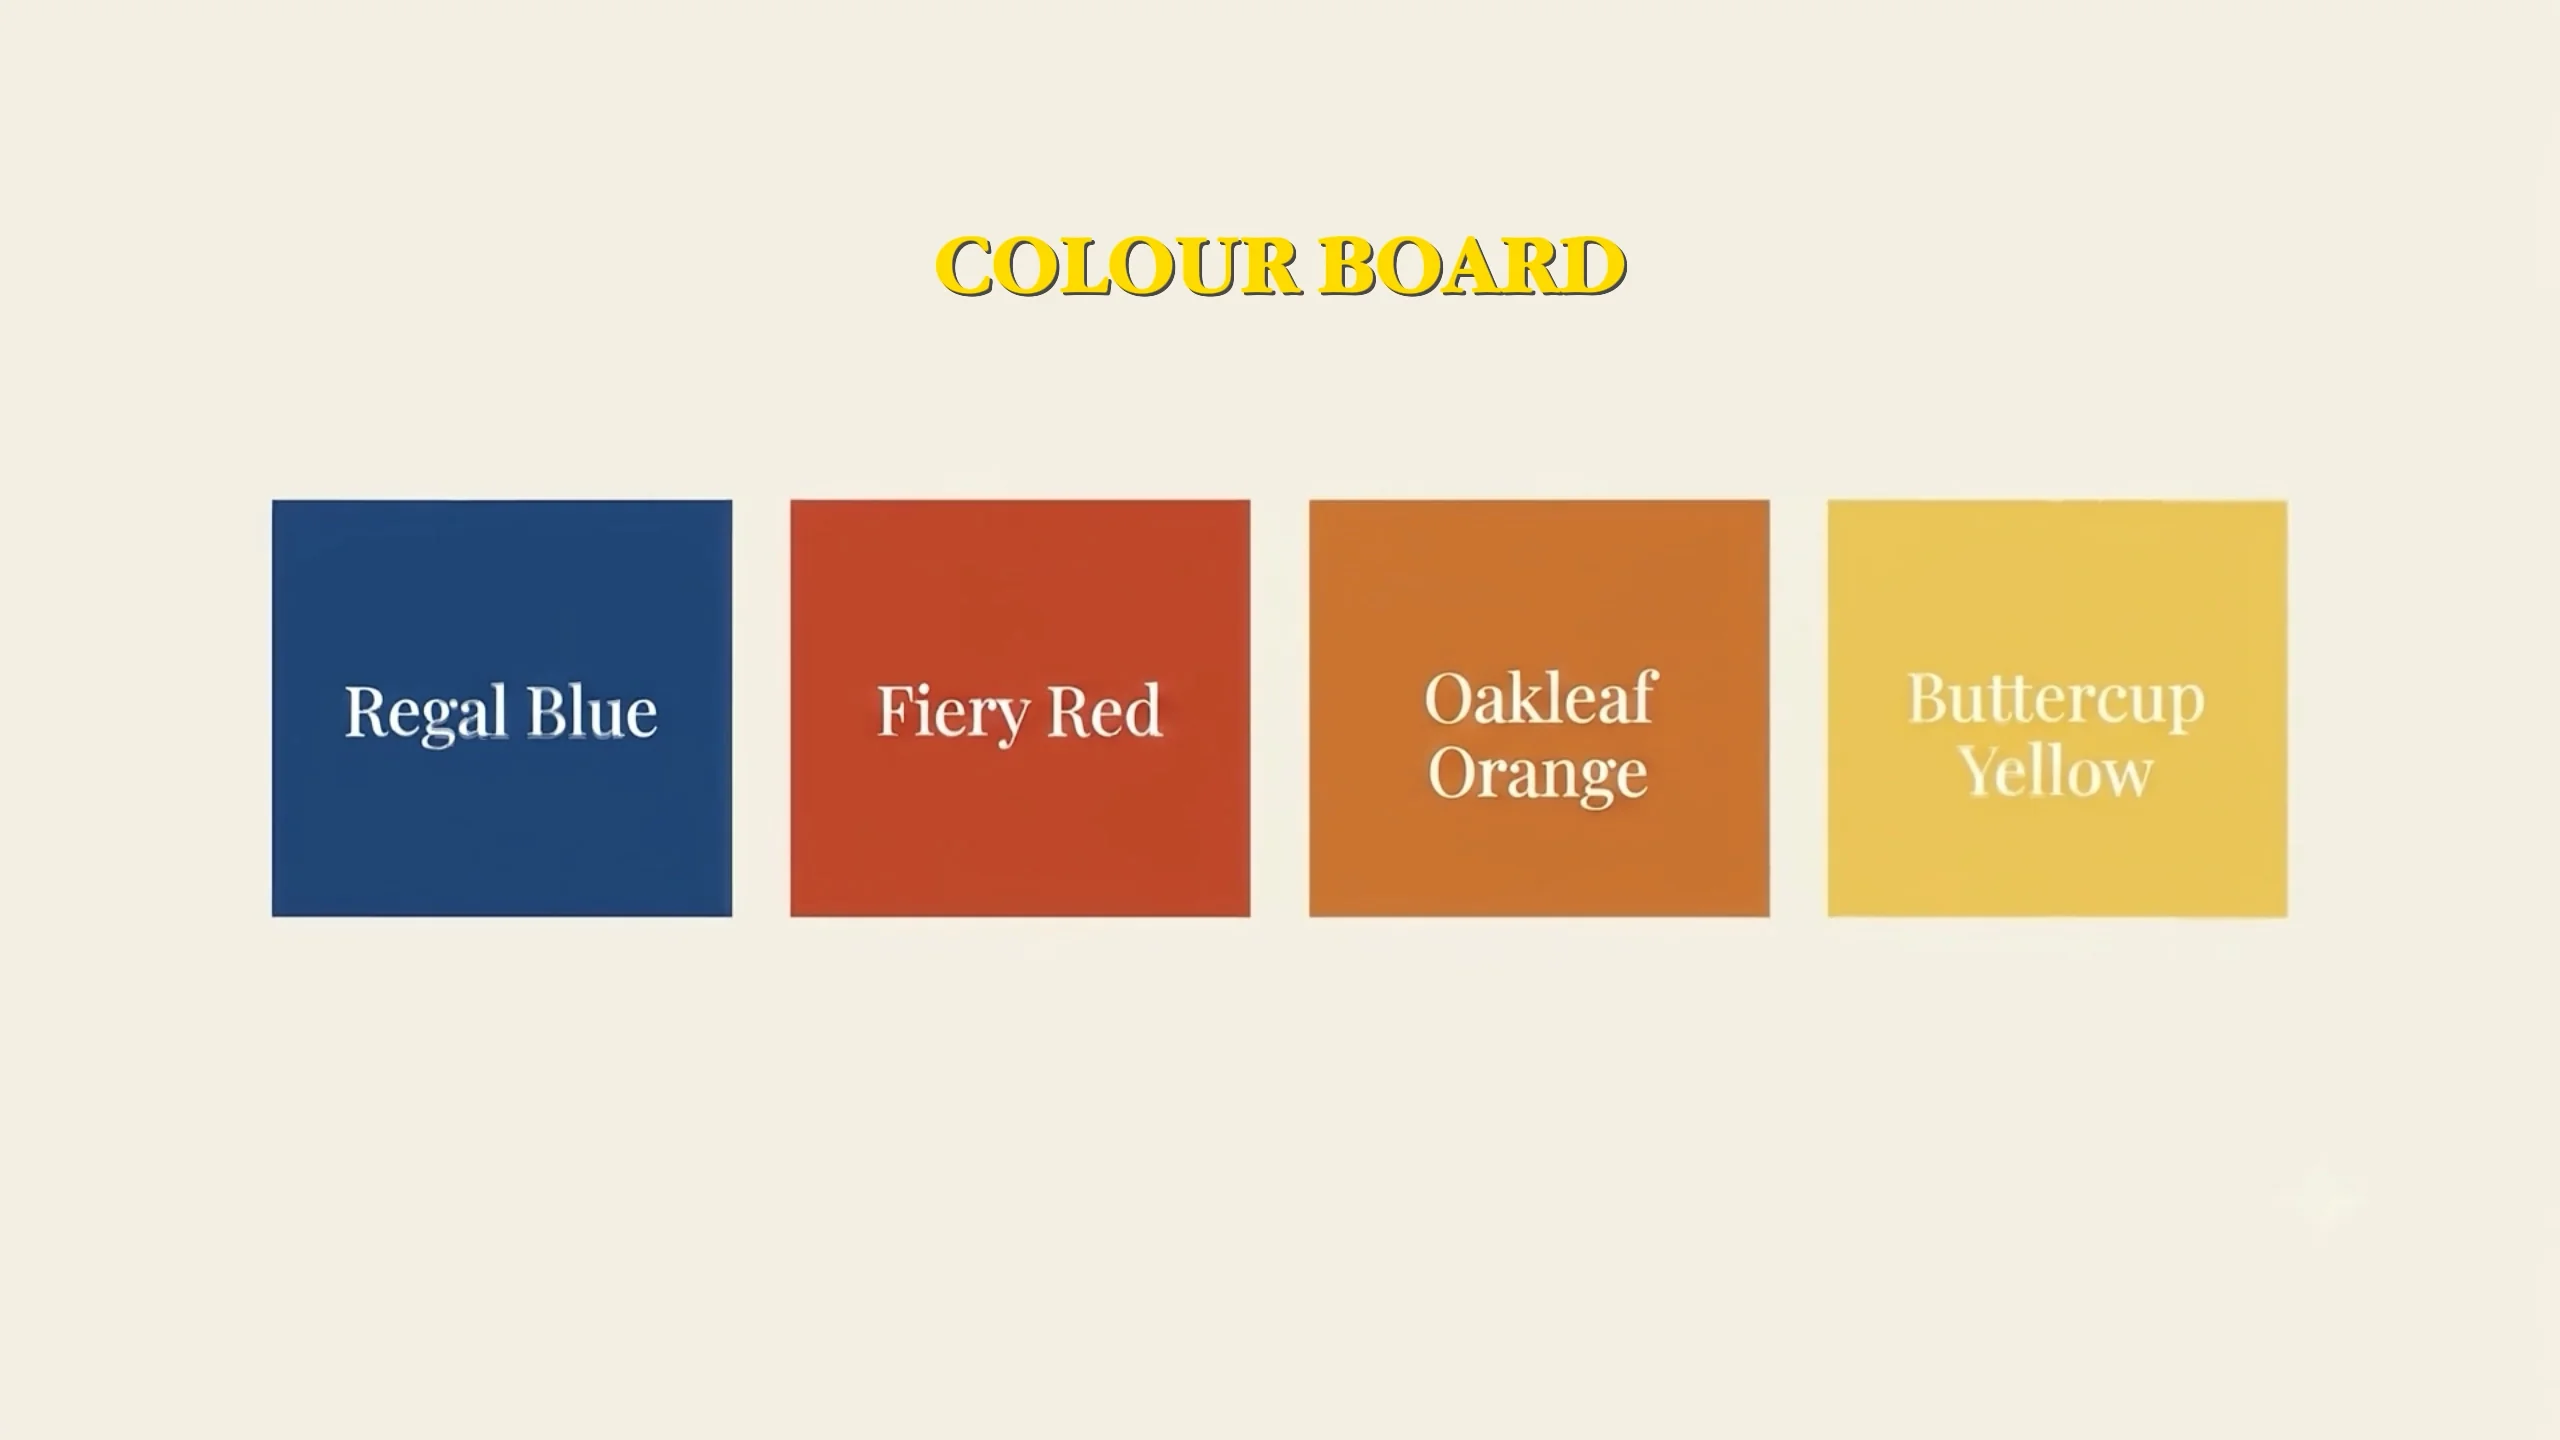 COLOUR BOARD
Regal Blue
Fiery Red
Oakleaf
Orange
Buttercup
Yellow